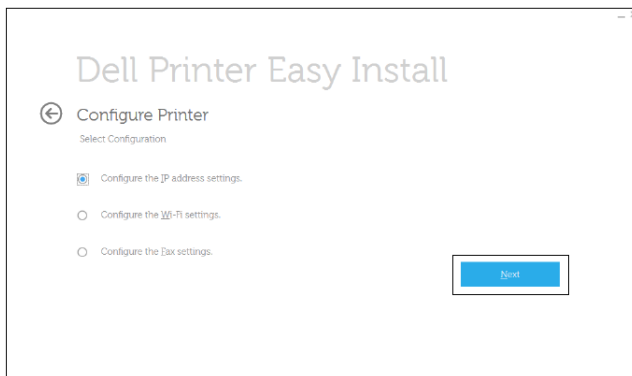 Dell Printer Easy Install
Configure Printer
Select Configuration
Configure the IP address settings.
Configure the Wi-Fi settings.
Configure the Fax settings.
Next